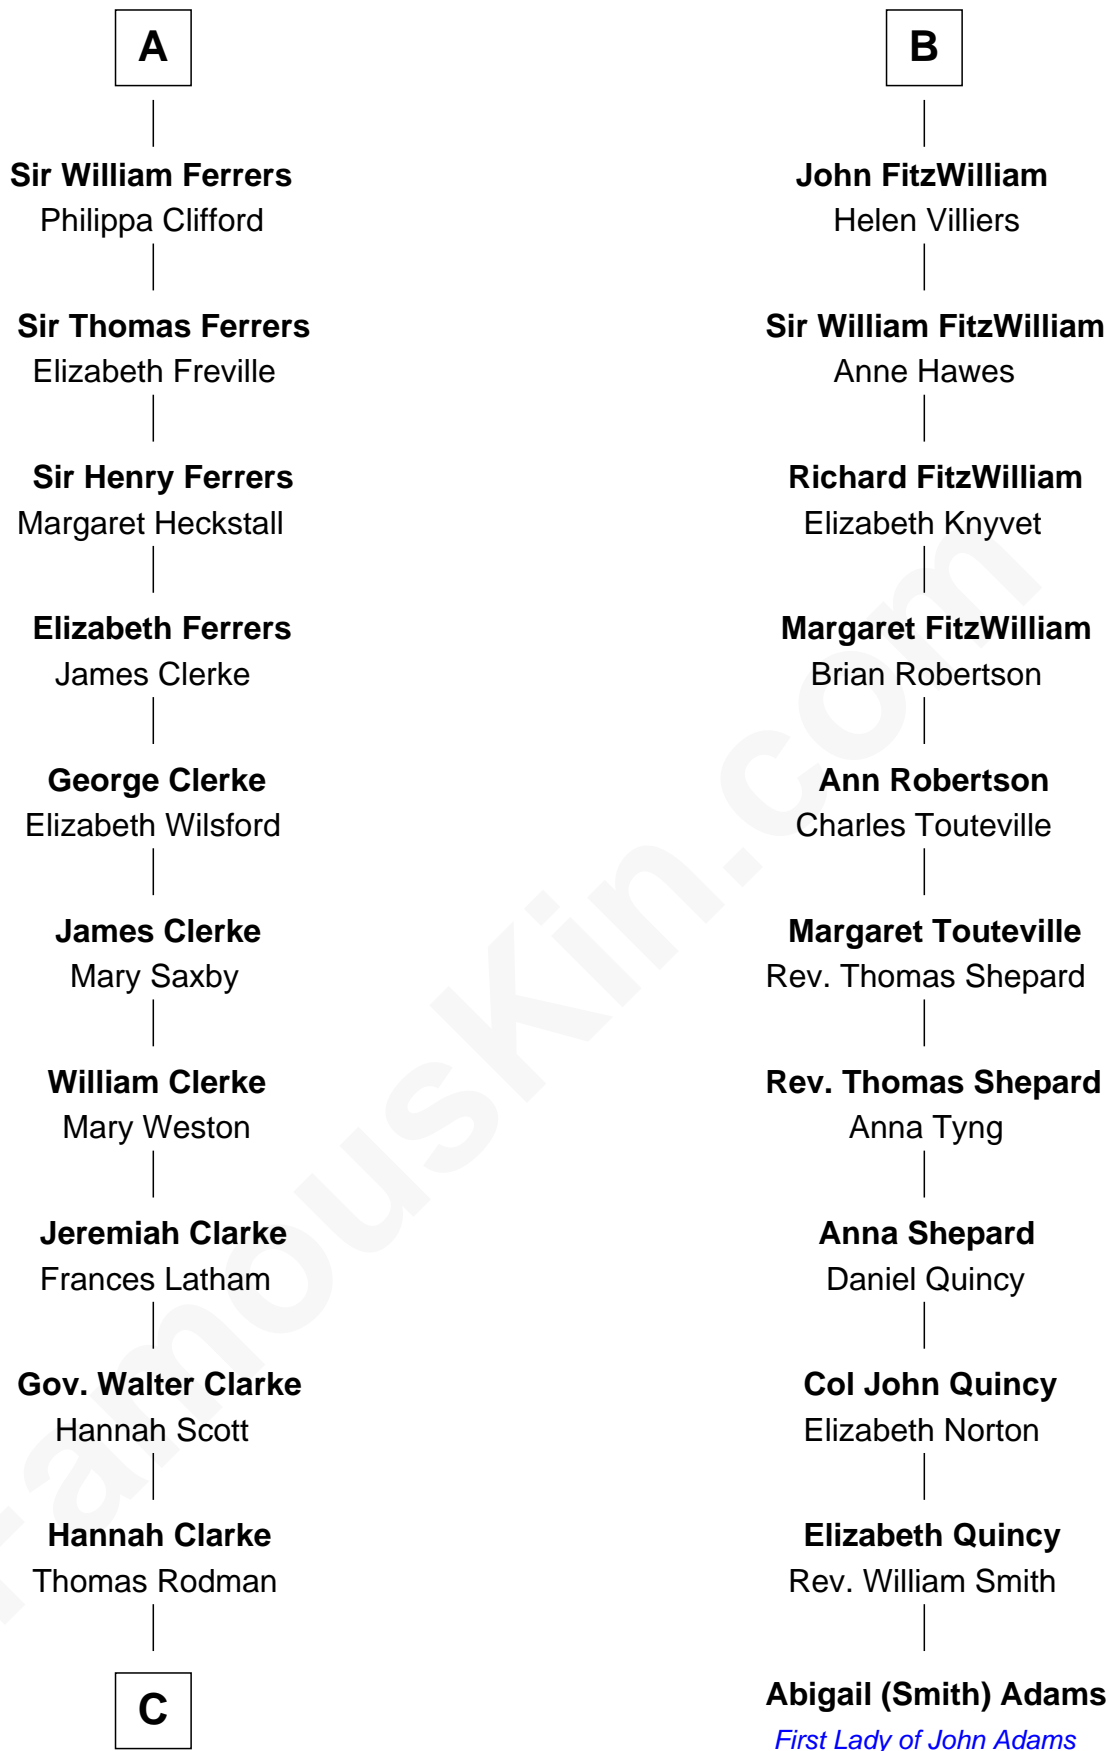 A
Sir William Ferrers
Philippa Clifford
Sir Thomas Ferrers
Elizabeth Freville
Sir Henry Ferrers
Margaret Heckstall
Elizabeth Ferrers
James Clerke
George Clerke
Elizabeth Wilsford
James Clerke
Mary Saxby
William Clerke
Mary Weston
Jeremiah Clarke
Frances Latham
Gov. Walter Clarke
Hannah Scott
Hannah Clarke
Thomas Rodman
C
B
John FitzWilliam
Helen Villiers
Sir William FitzWilliam
Anne Hawes
Richard FitzWilliam
Elizabeth Knyvet
Margaret FitzWilliam
Brian Robertson
Ann Robertson
Charles Touteville
Margaret Touteville
Rev. Thomas Shepard
Rev. Thomas Shepard
Anna Tyng
Anna Shepard
Daniel Quincy
Col John Quincy
Elizabeth Norton
Elizabeth Quincy
Rev. William Smith
Abigail (Smith) Adams
First Lady of John Adams
FamousKin.com